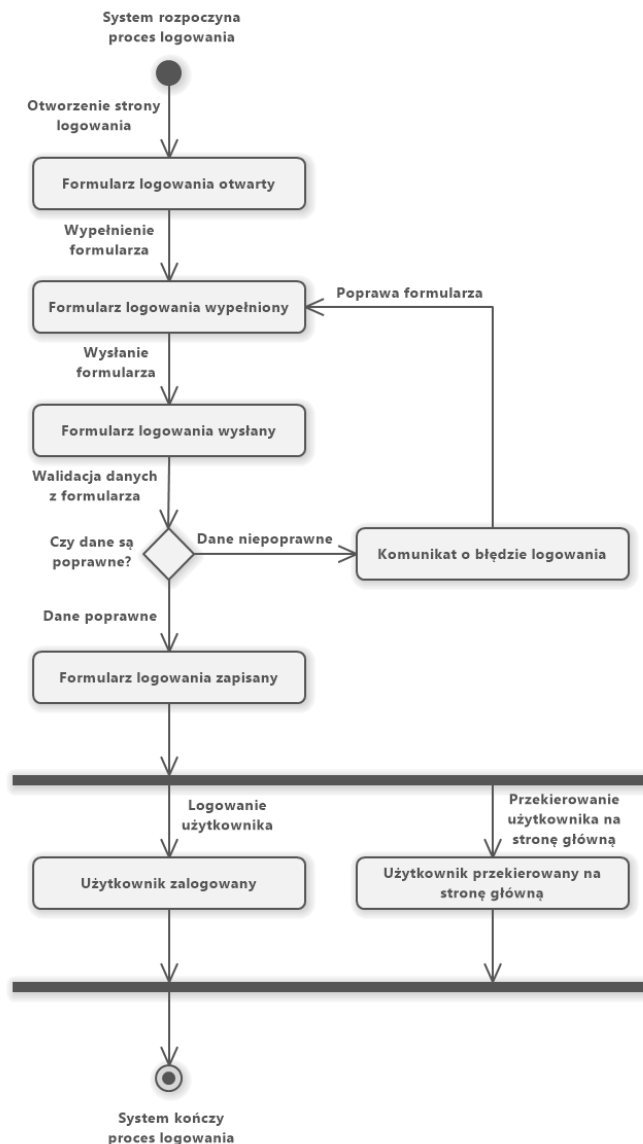 System rozpoczyna
proces logowania
Otworzenie strony
logowania
Formularz logowania otwarty
Wypełnienie
formularza
Formularz logowania wypełniony
Poprawa formularza
Wysłanie
formularza
Formularz logowania wysłany
Walidacja danych
z formularza
Czy dane są
poprawne?
Dane niepoprawne
Komunikat o błędzie logowania
Dane poprawne
Formularz logowania zapisany
Logowanie
użytkownika
Przekierowanie
użytkownika na
stronę główną
Użytkownik zalogowany
Użytkownik przekierowany na
stronę główną
System kończy
proces logowania